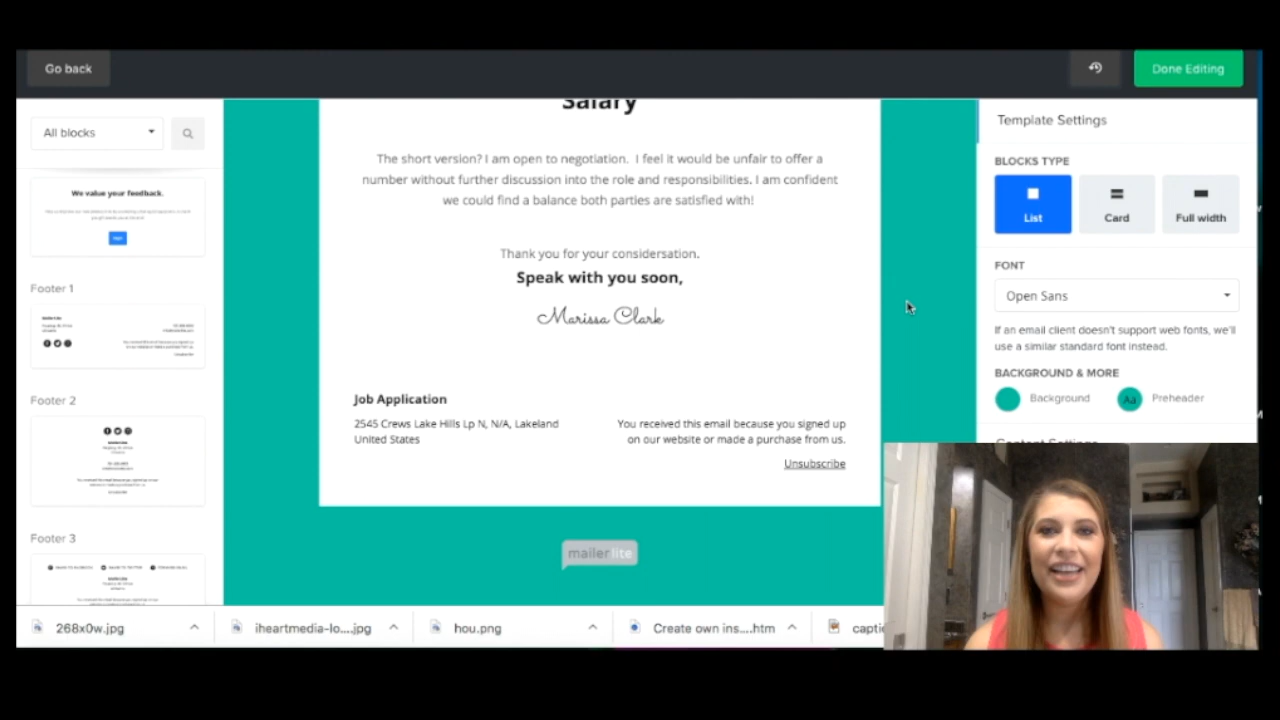 Go back
Done Editing
All blocks
We value your feedback.
Footer 1
Footer 2
Footer 3
Salary
The short version? I am open to negotiation. I feel it would be unfair to offer a
number without further discussion into the role and responsibilities. I am confident
we could find a balance both parties are satisfied with!
Thank you for your considersation.
Speak with you soon,
Marissa Clark
Job Application
2545 Crews Lake Hills Lp N, N/A, Lakeland
United States
You received this email because you signed up
on our website or made a purchase from us.
Unsubscribe
mailerlite
Template Settings
BLOCKS TYPE
List
Card
Full width
FONT
Open Sans
If an email client doesn't support web fonts, we'll
use a similar standard font instead.
BACKGROUND & MORE
Background
Aa
Preheader
Content Settings
268x0w.jpg
iheartmedia-lo....jpg
hou.png
Create own ins....htm